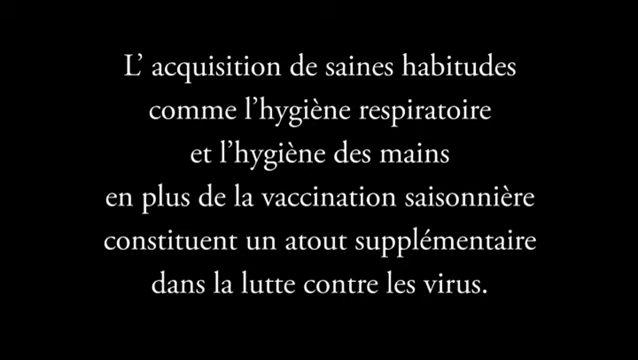 L’ acquisition de saines habitudes
comme l’hygiène respiratoire
et l’hygiène des mains
en plus de la vaccination saisonnière
constituent un atout supplémentaire
dans la lutte contre les virus.